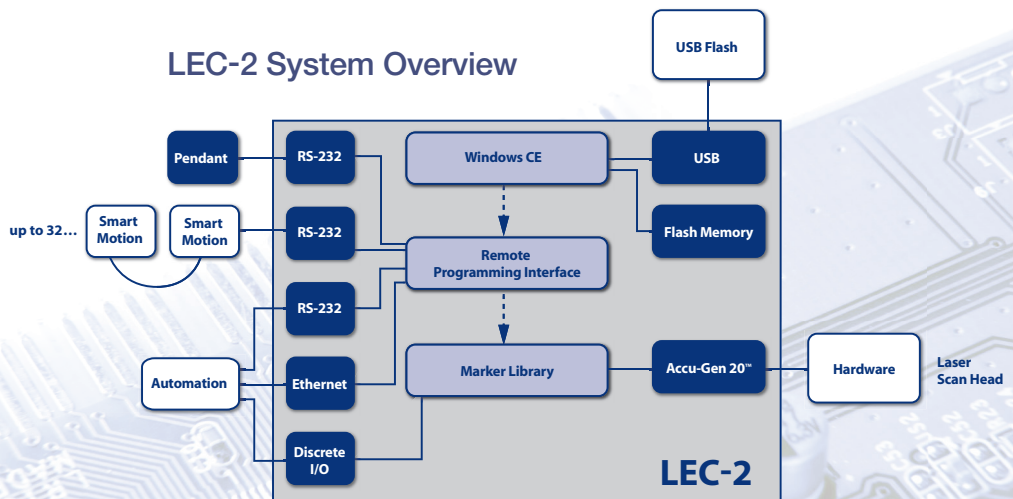 LEC-2 System Overview
USB Flash
Pendant
RS-232
Windows CE
USB
up to 32...
Smart
Motion
Smart
Motion
RS-232
Flash Memory
Remote
Programming Interface
RS-232
Automation
Ethernet
Marker Library
Accu-Gen 20™
Hardware
Laser
Scan Head
Discrete
I/O
LEC-2